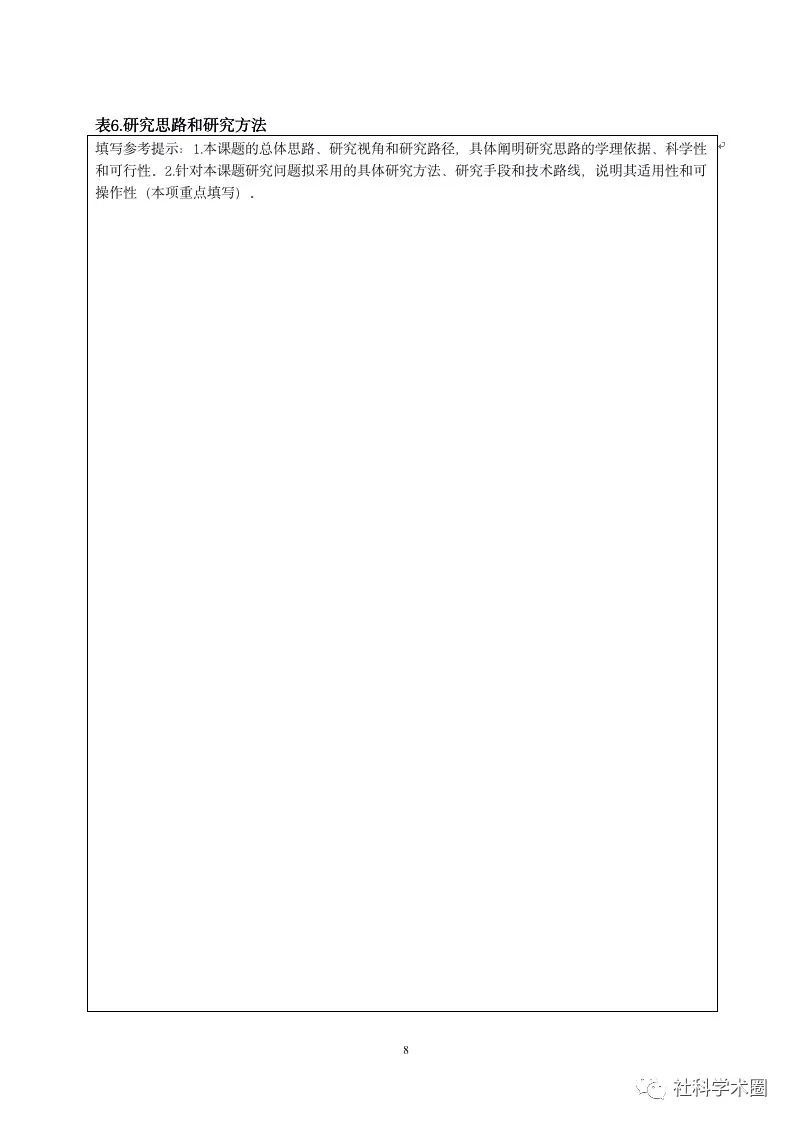 表6.研究思路和研究方法
填写参考提示：1.本课题的总体思路、研究视角和研究路径，具体阐明研究思路的学理依据、科学性
和可行性．2.针对本课题研究问题拟采用的具体研究方法、研究手段和技术路线，说明其适用性和可
操作性（本项重点填写）．
8
社科学术圈